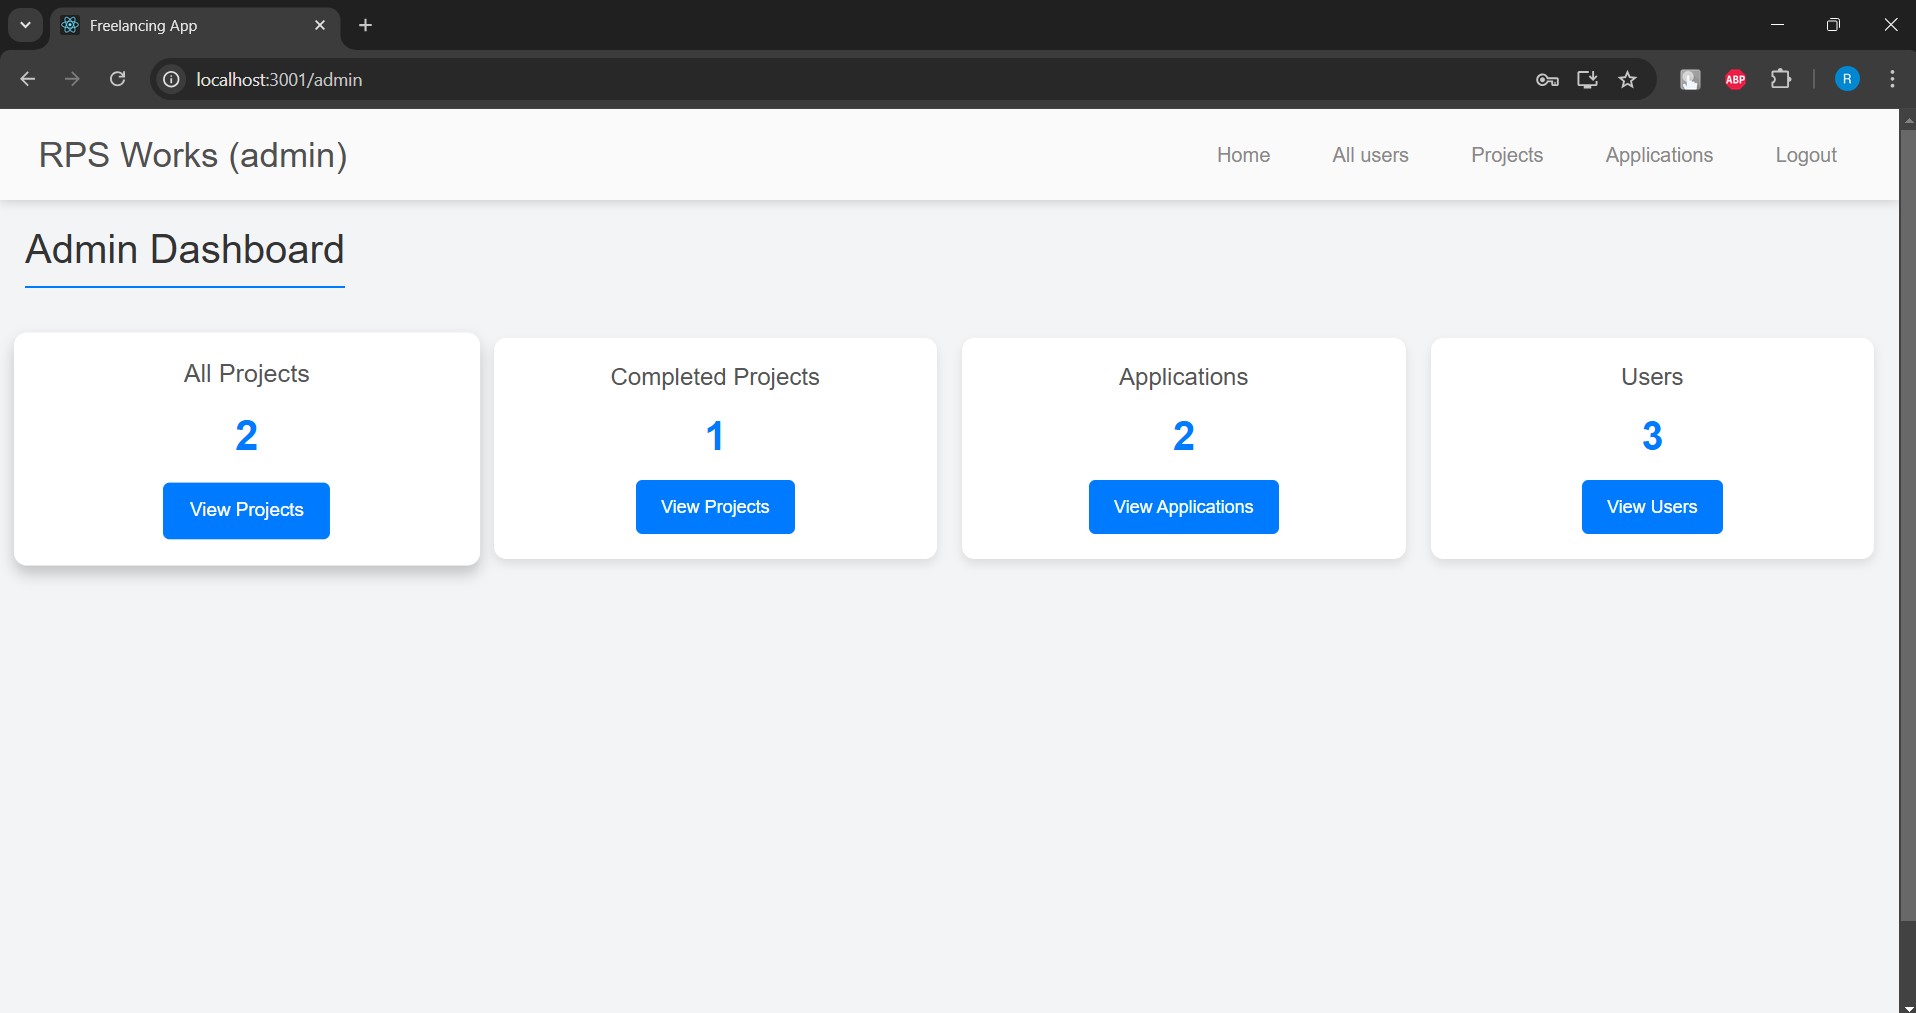 Freelancing App
localhost:3001/admin
ABP
R
RPS Works (admin)
Home
All users
Projects
Applications
Logout
Admin Dashboard
All Projects
2
View Projects
Completed Projects
1
View Projects
Applications
2
View Applications
Users
3
View Users